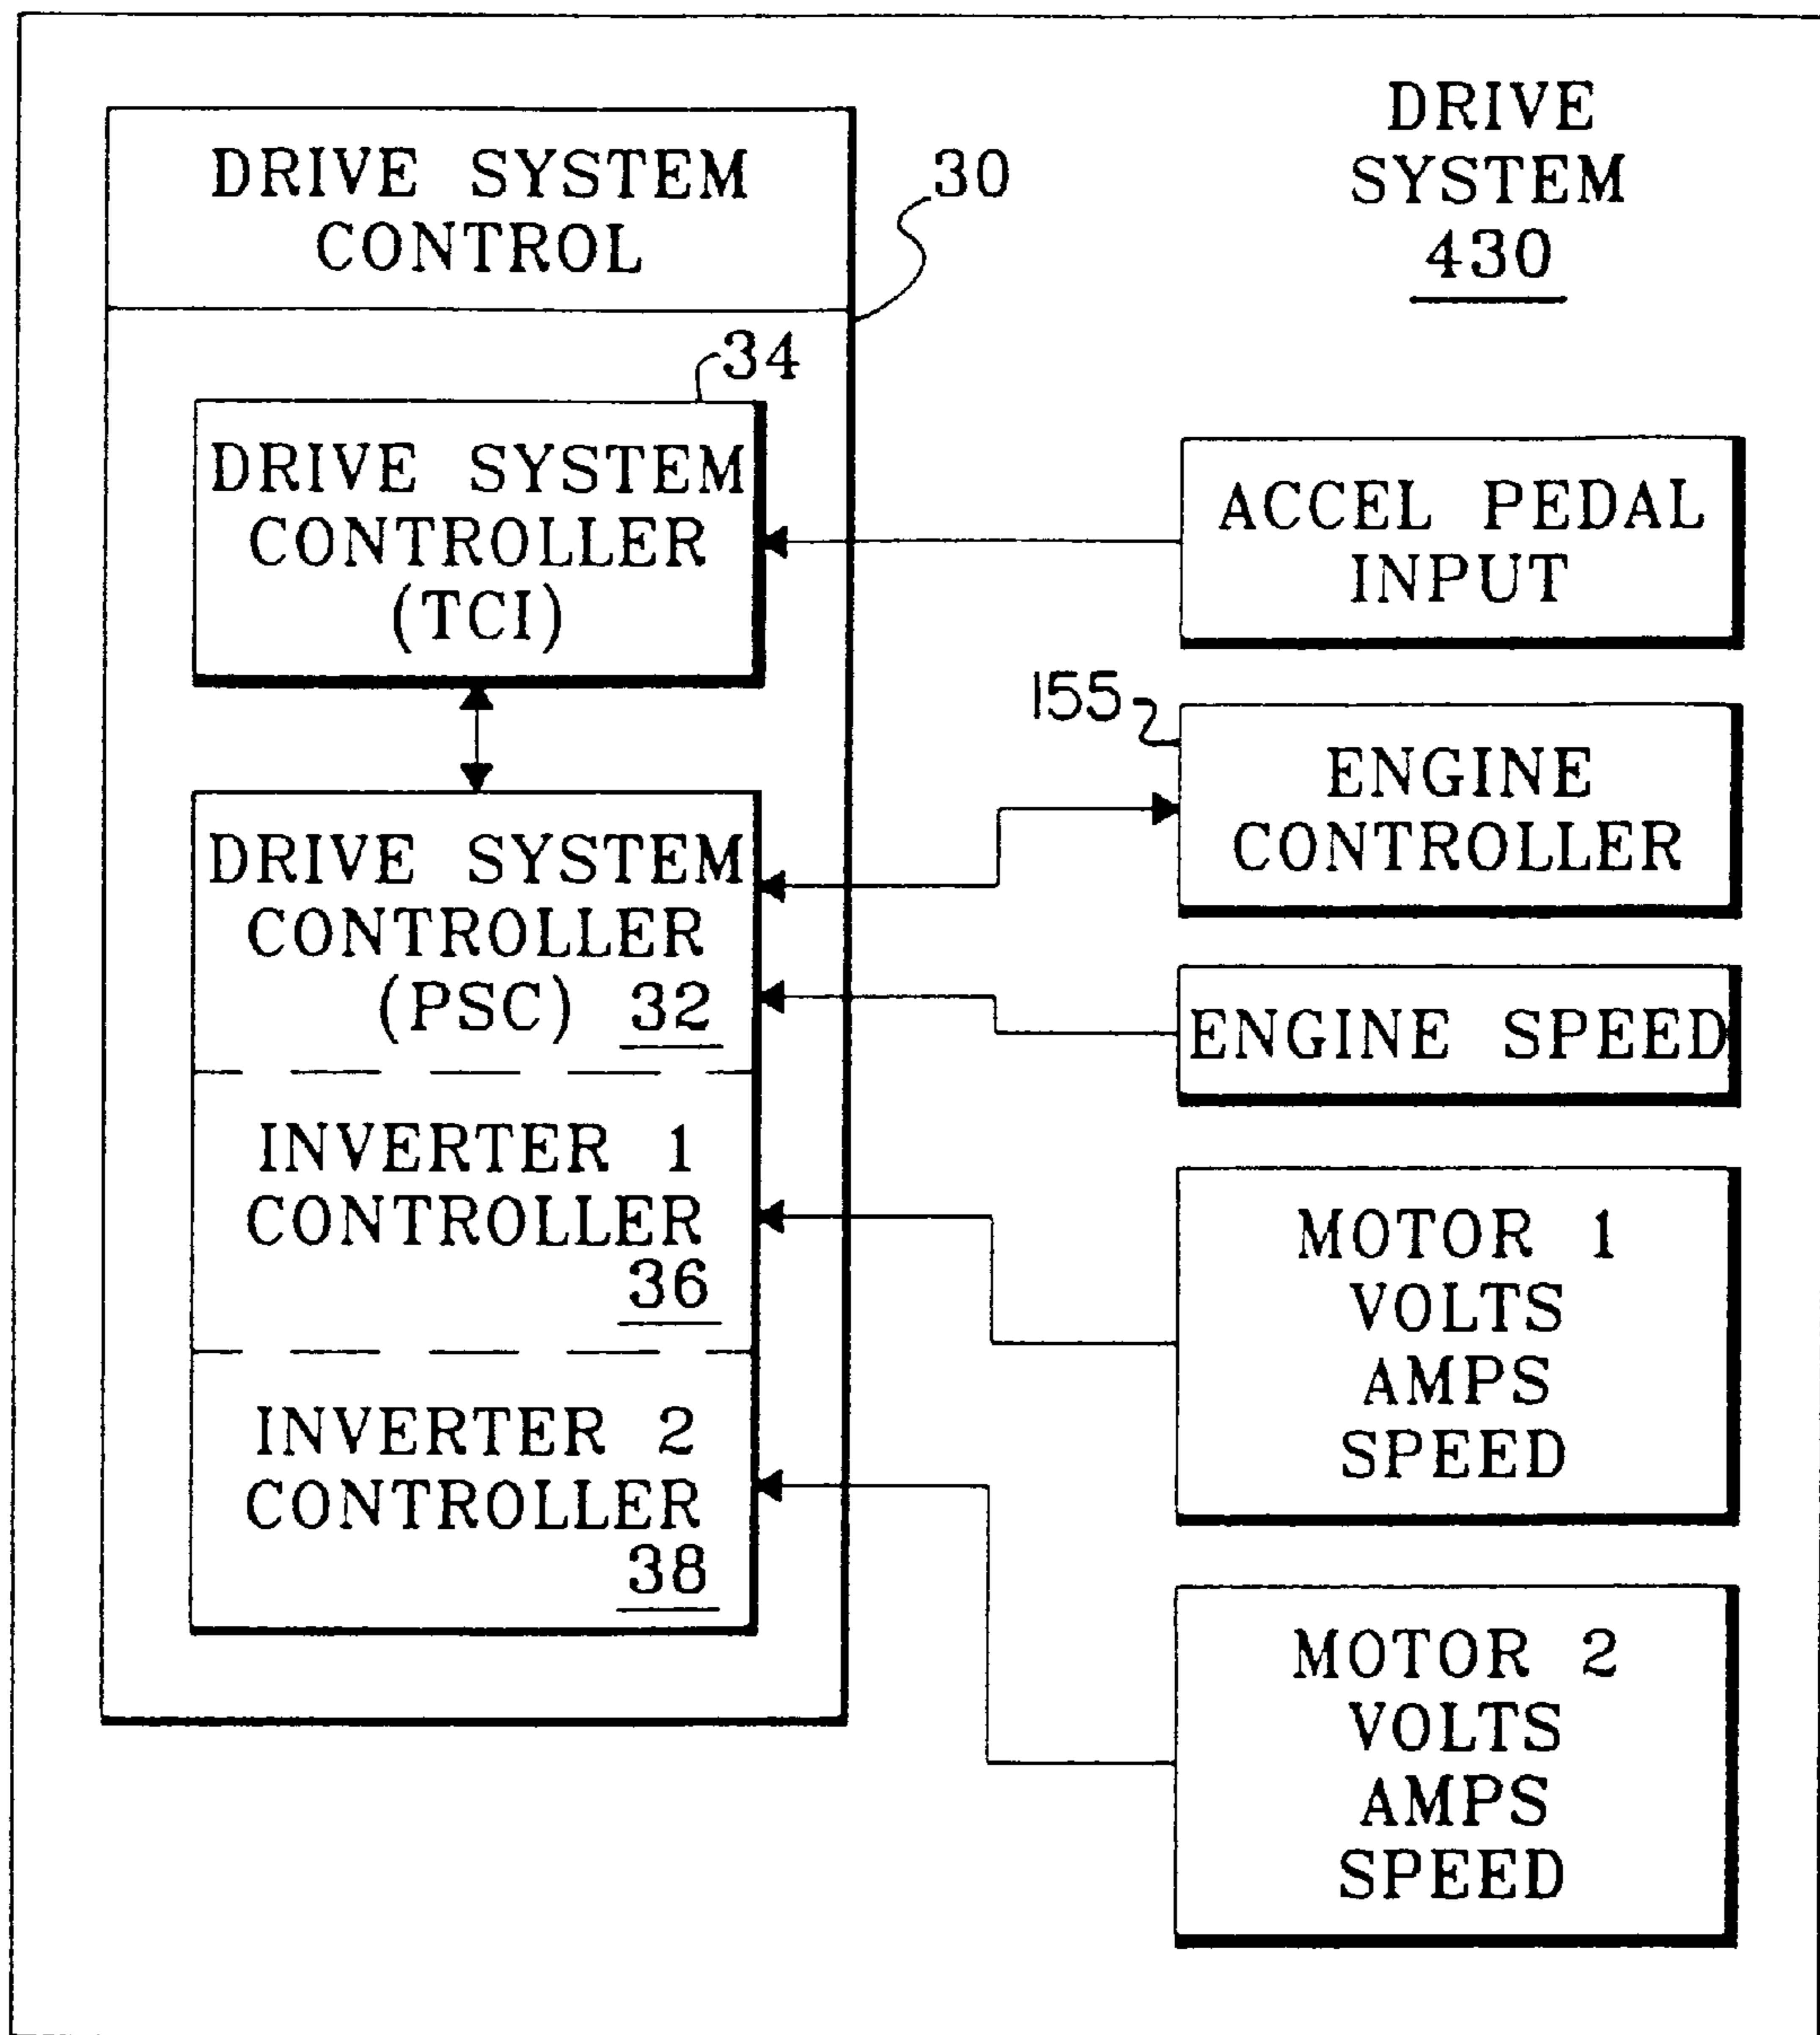 DRIVE
SYSTEM
430
DRIVE SYSTEM
CONTROL
30
34
DRIVE SYSTEM
CONTROLLER
(TCI)
DRIVE SYSTEM
CONTROLLER
(PSC) 32
INVERTER 1
CONTROLLER
36
INVERTER 2
CONTROLLER
38
ACCEL PEDAL
INPUT
155
ENGINE
CONTROLLER
ENGINE SPEED
MOTOR 1
VOLTS
AMPS
SPEED
MOTOR 2
VOLTS
AMPS
SPEED